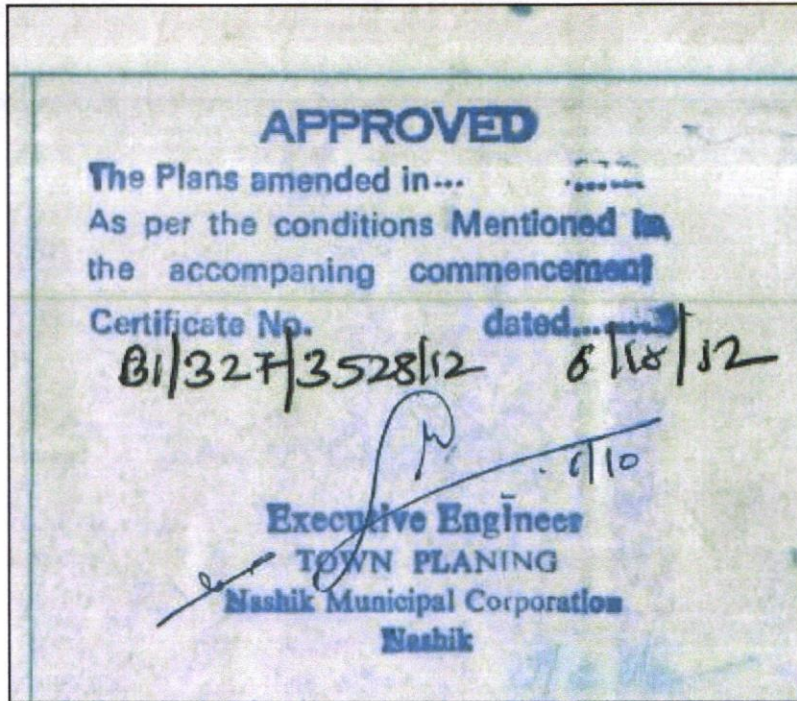 APPROVED
The Plans amended in...
As per the conditions Mentioned in
the accompaning commencement
Certificate No. dated........
B1/327/3528/12 6/10/12
/10
Executive Engineer
TOWN PLANING
Nashik Municipal Corporation
Nashik